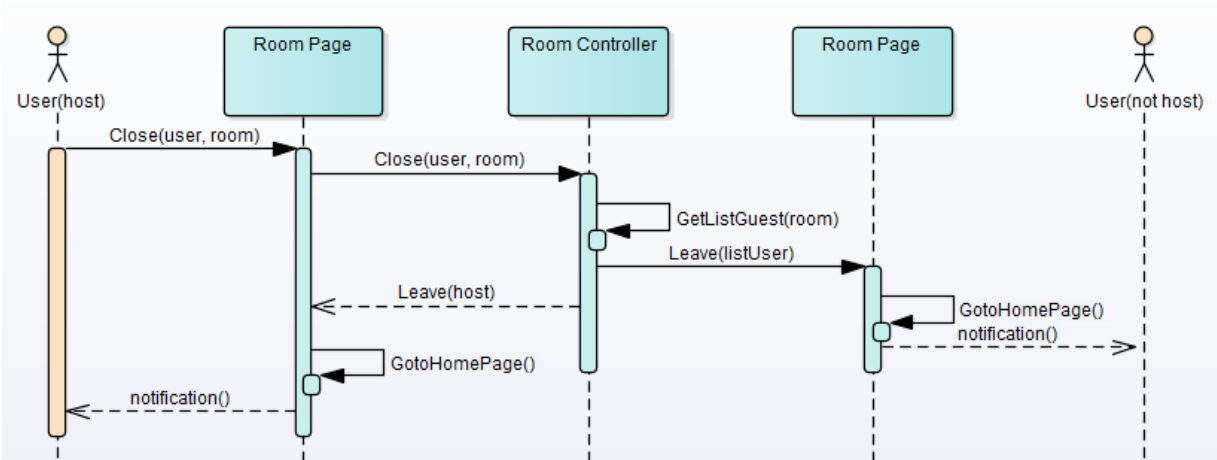 Room Page
Room Controller
Room Page
User(host)
User(not host)
Close(user, room)
Close(user, room)
GetListGuest(room)
Leave(listUser)
Leave(host)
GotoHomePage()
notification()
GotoHomePage()
notification()